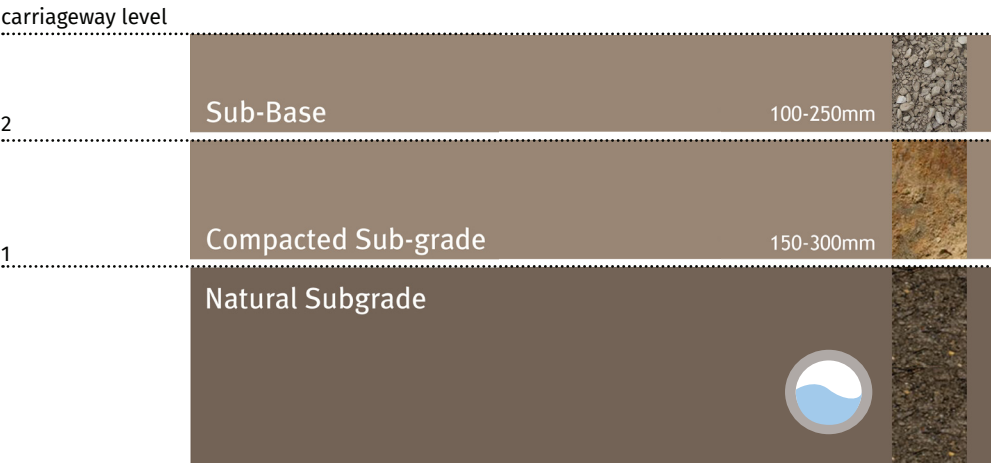 carriageway level
2
Sub-Base
100-250mm
1
Compacted Sub-grade
150-300mm
Natural Subgrade